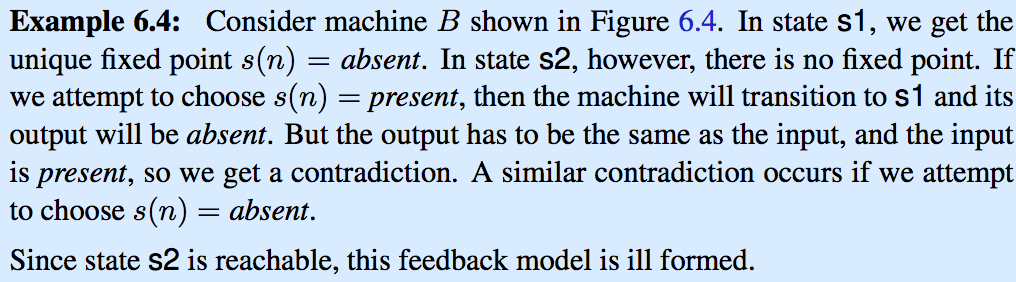 Example 6.4: Consider machine B shown in Figure 6.4. In state s1, we get the
unique fixed point s(n) = absent. In state s2, however, there is no fixed point. If
we attempt to choose s(n) = present, then the machine will transition to s1 and its
output will be absent. But the output has to be the same as the input, and the input
is present, so we get a contradiction. A similar contradiction occurs if we attempt
to choose s(n) = absent.
Since state s2 is reachable, this feedback model is ill formed.